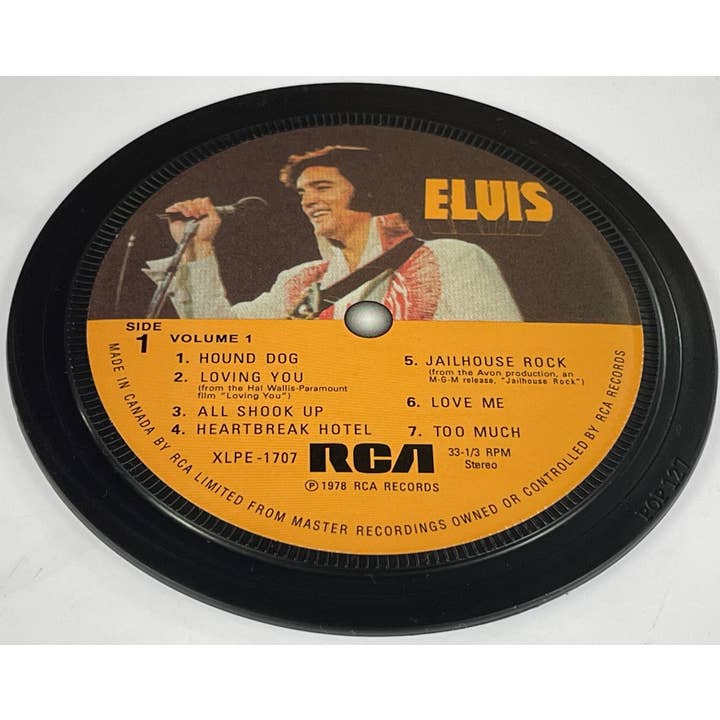 ELVIS
SIDE
1
VOLUME 1
1. HOUND DOG
2. LOVING YOU
(from the Hal Wallis-Paramount
film "Loving You")
3. ALL SHOOK UP
4. HEARTBREAK HOTEL
5. JAILHOUSE ROCK
(from the Avon production, an
M-G-M release, "Jailhouse Rock")
6. LOVE ME
7. TOO MUCH
XLPE-1707
RCA
33-1/3 RPM
Stereo
Ⓟ 1978 RCA RECORDS
MADE IN CANADA BY RCA LIMITED FROM MASTER RECORDINGS OWNED OR CONTROLLED BY RCA RECORDS
POP 127